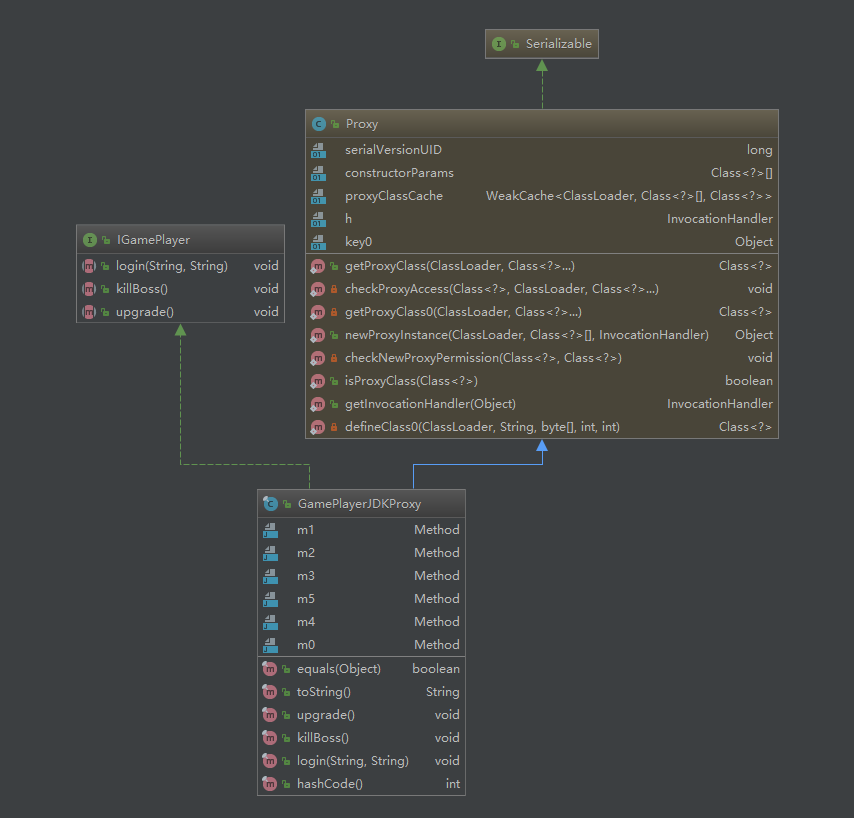 Serializable
Proxy
serialVersionUID long
constructorParams Class<?>[]
proxyClassCache WeakCache<ClassLoader, Class<?>[], Class<?>>
h InvocationHandler
key0 Object
getProxyClass(ClassLoader, Class<?>...) Class<?>
checkProxyAccess(Class<?>, ClassLoader, Class<?>...) void
getProxyClass0(ClassLoader, Class<?>...) Class<?>
newProxyInstance(ClassLoader, Class<?>[], InvocationHandler) Object
checkNewProxyPermission(Class<?>, Class<?>) void
isProxyClass(Class<?>) boolean
getInvocationHandler(Object) InvocationHandler
defineClass0(ClassLoader, String, byte[], int, int) Class<?>
IGamePlayer
login(String, String) void
killBoss() void
upgrade() void
GamePlayerJDKProxy
m1 Method
m2 Method
m3 Method
m5 Method
m4 Method
m0 Method
equals(Object) boolean
toString() String
upgrade() void
killBoss() void
login(String, String) void
hashCode() int